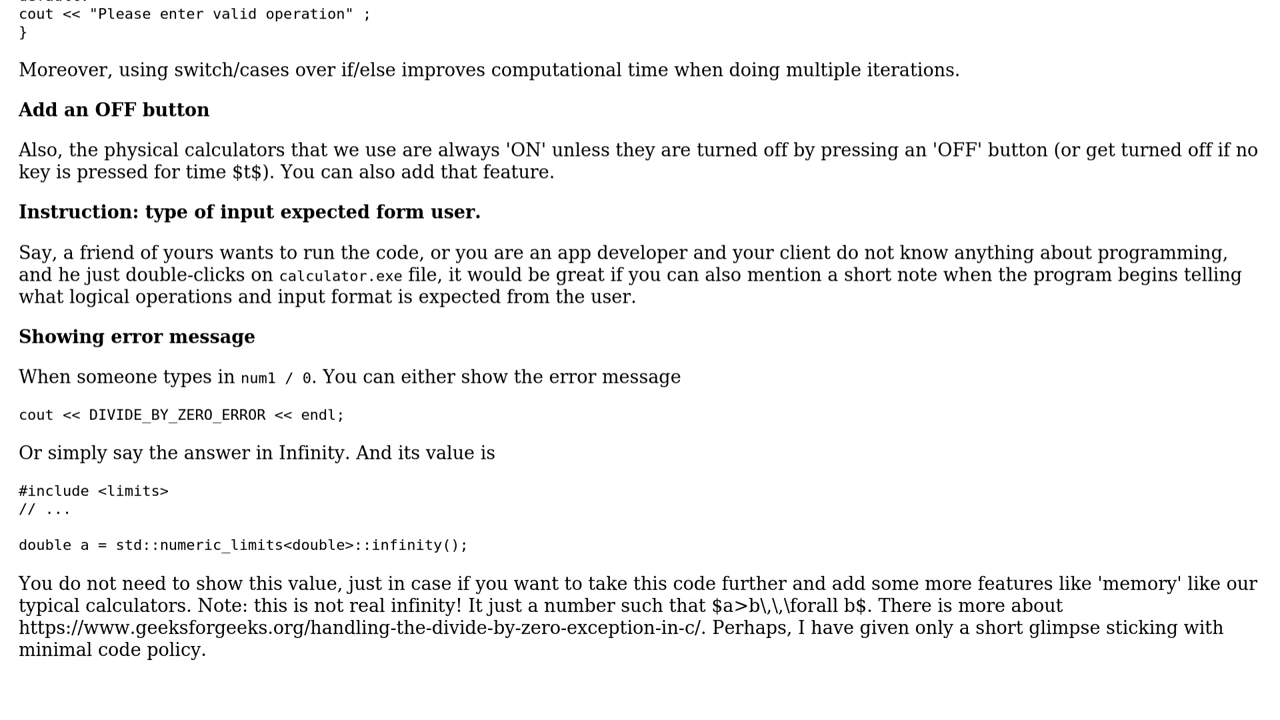 cout << "Please enter valid operation" ;
}
Moreover, using switch/cases over if/else improves computational time when doing multiple iterations.
Add an OFF button
Also, the physical calculators that we use are always 'ON' unless they are turned off by pressing an 'OFF' button (or get turned off if no
key is pressed for time $t$). You can also add that feature.
Instruction: type of input expected form user.
Say, a friend of yours wants to run the code, or you are an app developer and your client do not know anything about programming,
and he just double-clicks on calculator.exe file, it would be great if you can also mention a short note when the program begins telling
what logical operations and input format is expected from the user.
Showing error message
When someone types in num1 / 0. You can either show the error message
cout << DIVIDE_BY_ZERO_ERROR << endl;
Or simply say the answer in Infinity. And its value is
#include <limits>
// ...
double a = std::numeric_limits<double>::infinity();
You do not need to show this value, just in case if you want to take this code further and add some more features like 'memory' like our
typical calculators. Note: this is not real infinity! It just a number such that $a>b\,\,\forall b$. There is more about
https://www.geeksforgeeks.org/handling-the-divide-by-zero-exception-in-c/. Perhaps, I have given only a short glimpse sticking with
minimal code policy.